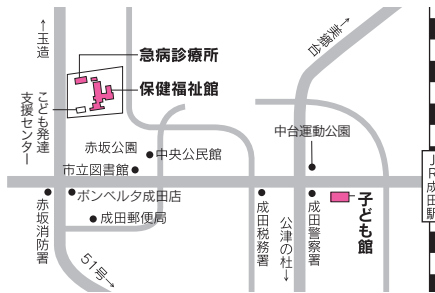 ←玉造
急病診療所
保健福祉館
こども発達
支援センター
↑美郷台
赤坂公園
中央公民館
市立図書館
中台運動公園
ボンベルタ成田店
成田郵便局
赤坂消防署
51号→
成田税務署
公津の杜→
成田警察署
子ども館
JR成田駅